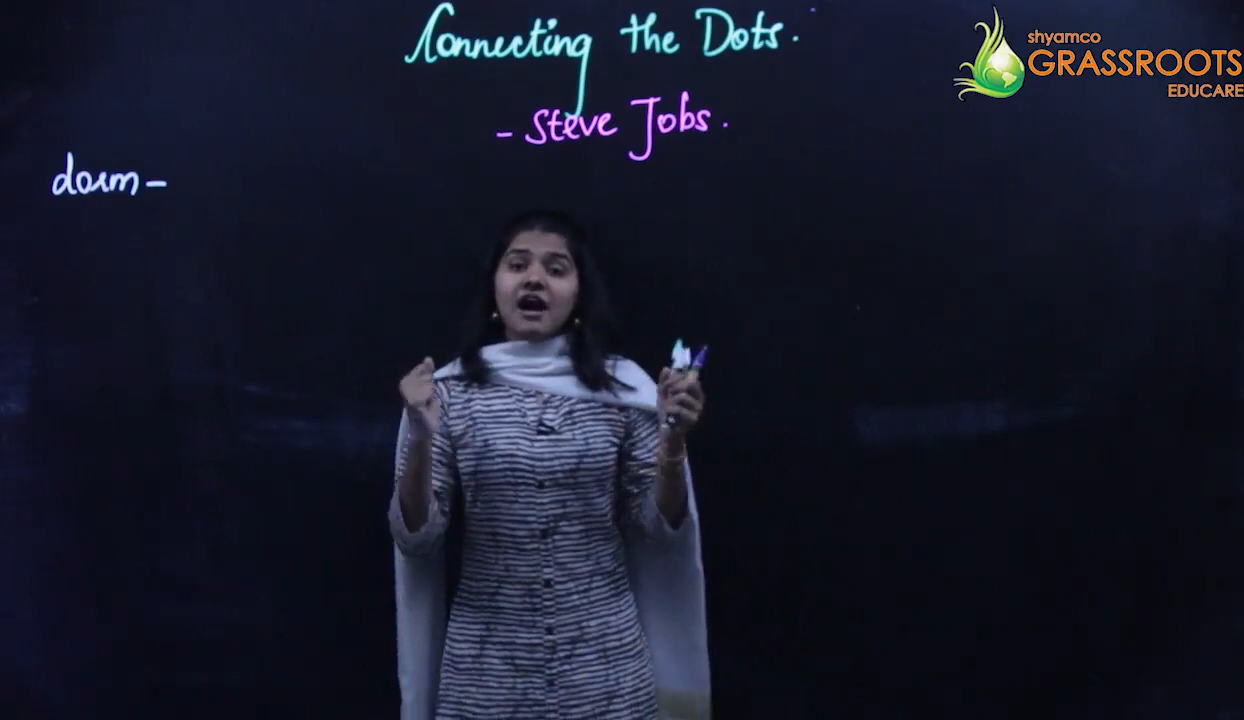 Connecting the Dots.
- Steve Jobs.
shyamco
GRASSROOTS
EDUCARE
dorm -